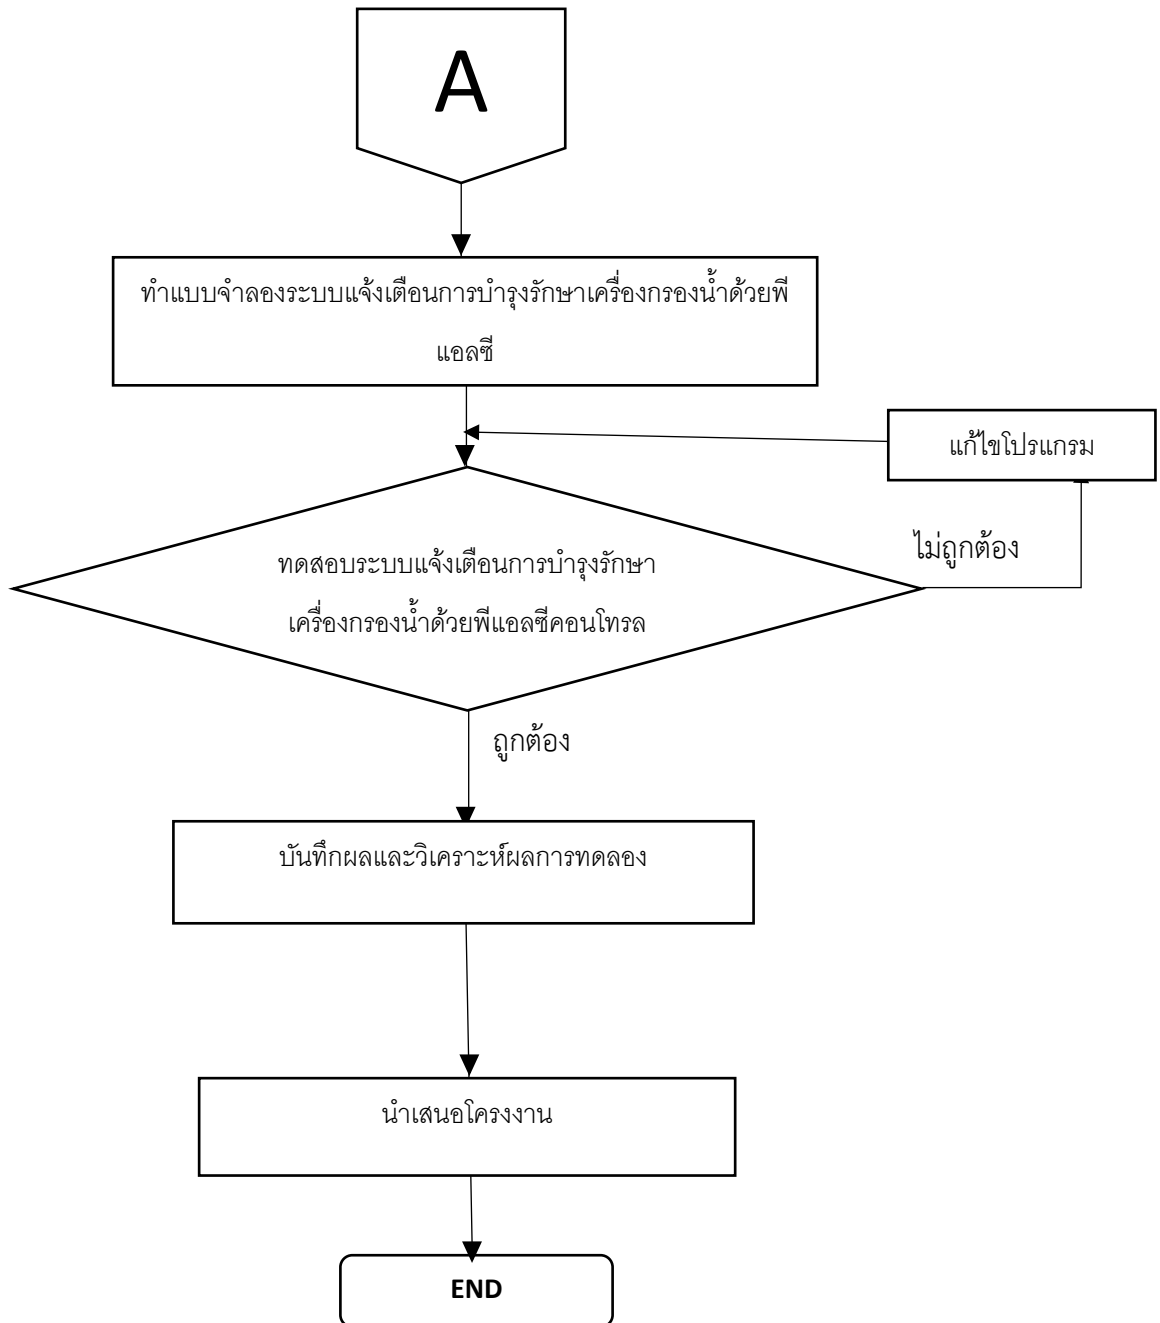 A
ทำแบบจำลองระบบแจ้งเตือนการบำรุงรักษาเครื่องกรองน้ำด้วยพี
แอลซี
แก้ไขโปรแกรม
ไม่ถูกต้อง
ทดสอบระบบแจ้งเตือนการบำรุงรักษา
เครื่องกรองน้ำด้วยพีแอลซีคอนโทรล
ถูกต้อง
บันทึกผลและวิเคราะห์ผลการทดลอง
นำเสนอโครงงาน
END